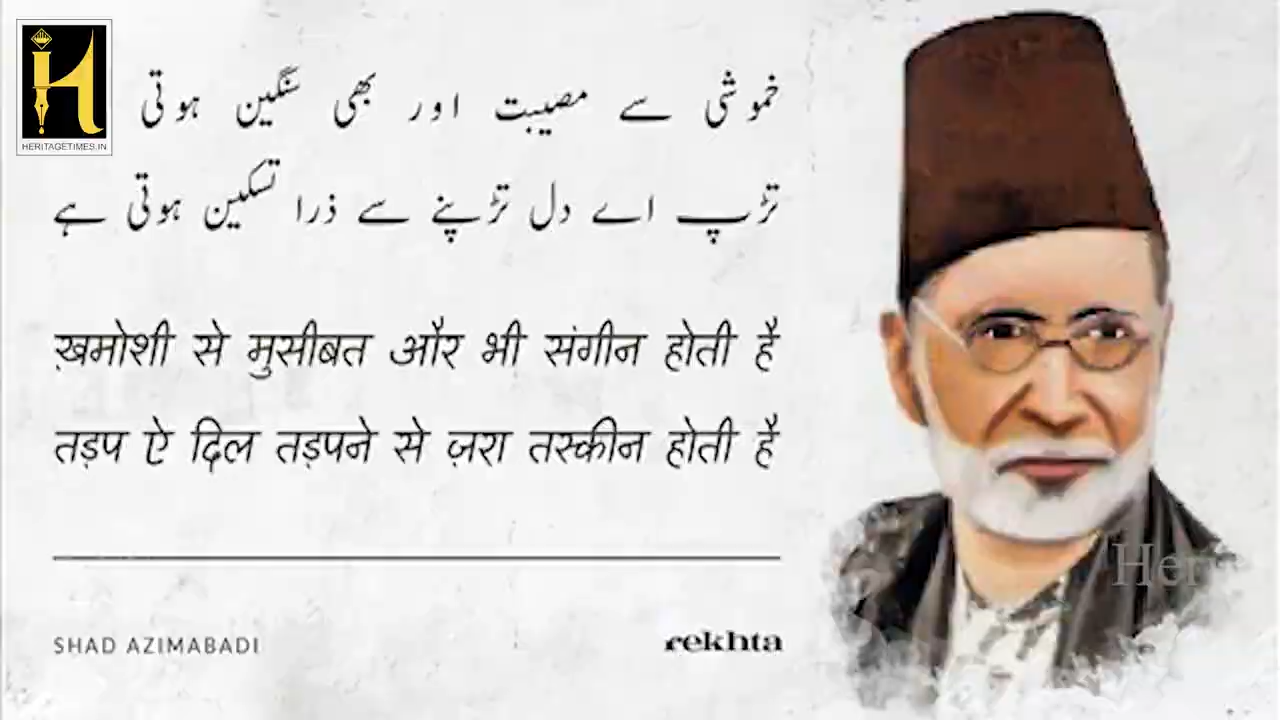 HERITAGETIMES.IN
خموشی سے مصیبت اور بھی سنگین ہوتی
تڑپ اے دل تڑپنے سے ذرا تسکین ہوتی ہے
ख़मोशी से मुसीबत और भी संगीन होती है
तड़प ऐ दिल तड़पने से ज़रा तस्कीन होती है
Heri
SHAD AZIMABADI
rekhta